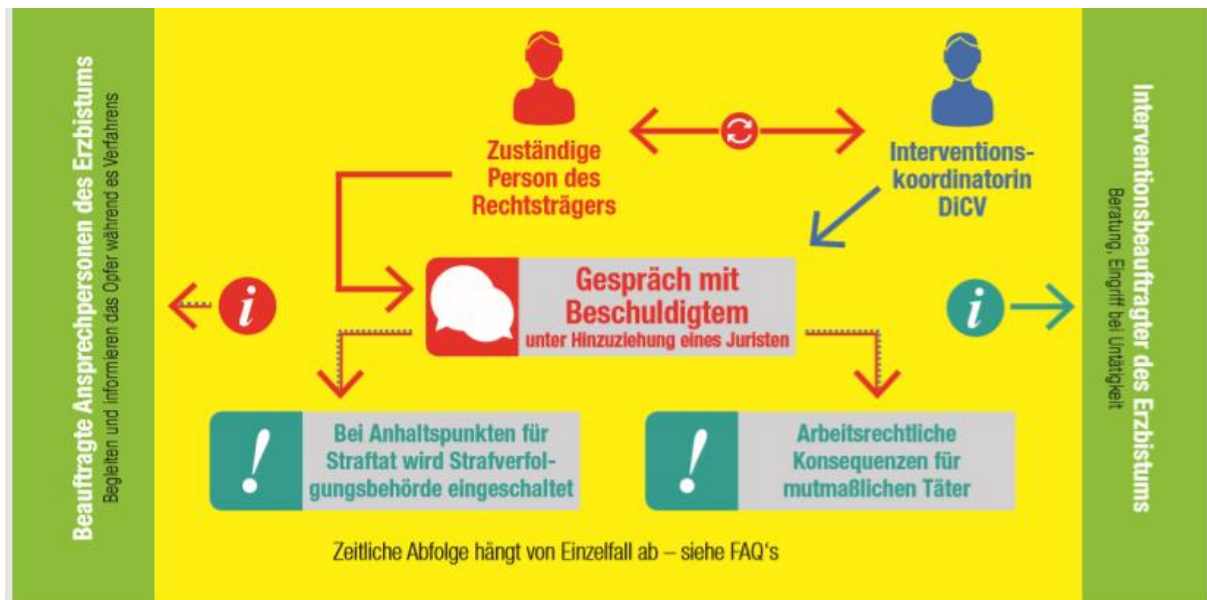 Beauftragte Ansprechpersonen des Erzbistums
Begleiten und informieren das Opfer während es Verfahrens
Zuständige
Person des
Rechtsträgers
Interventions-
koordinatorin
DiCV
Gespräch mit
Beschuldigtem
unter Hinzuziehung eines Juristen
i
i
!
Bei Anhaltspunkten für
Straftat wird Strafverfol-
gungsbehörde eingeschaltet
!
Arbeitsrechtliche
Konsequenzen für
mutmaßlichen Täter
Zeitliche Abfolge hängt von Einzelfall ab – siehe FAQ's
Interventionsbeauftragter des Erzbistums
Beratung, Eingriff bei Untätigkeit